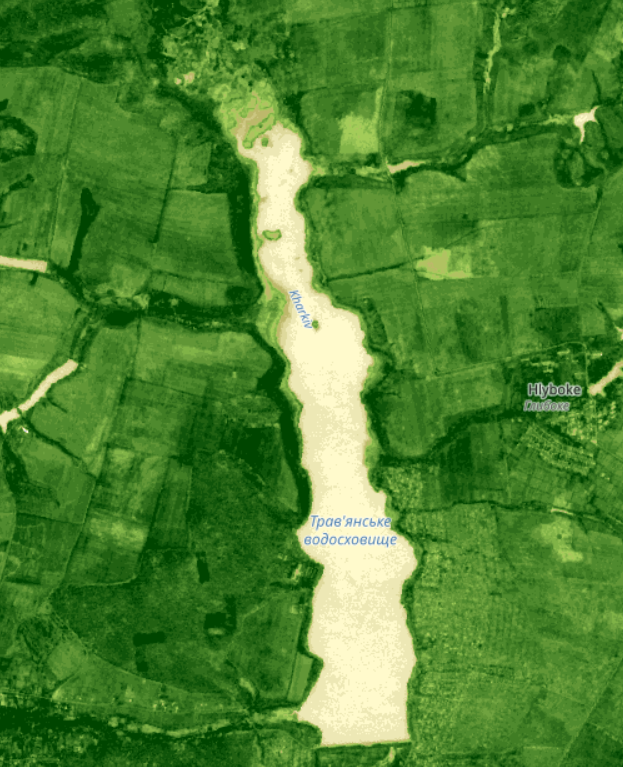 Kharkiv
Hlyboke
Глибоке
Трав'янське
водосховище